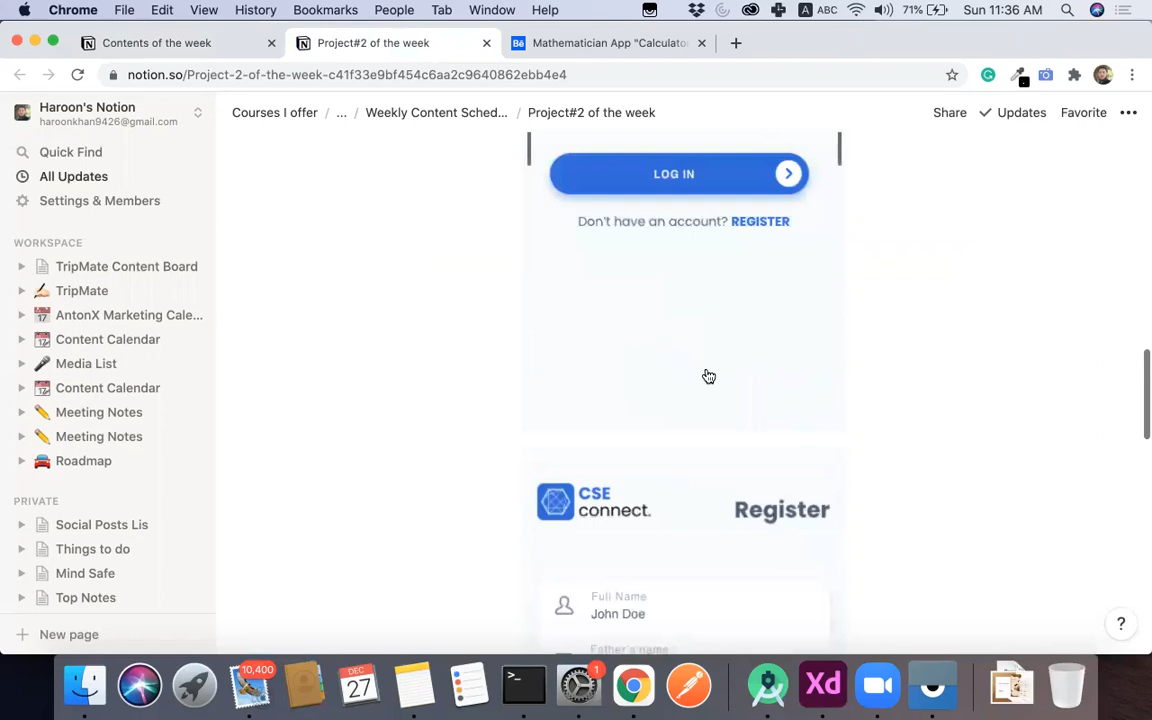 Chrome File Edit View History Bookmarks People Tab Window Help A ABC 71% Sun 11:36 AM
Contents of the week Project#2 of the week Bē Mathematician App "Calculato
notion.so/Project-2-of-the-week-c41f33e9bf454c6aa2c9640862ebb4e4
Haroon's Notion
haroonkhan9426@gmail.com
Courses I offer / ... / Weekly Content Sched... / Project#2 of the week Share Updates Favorite
Quick Find
All Updates
Settings & Members
WORKSPACE
TripMate Content Board
TripMate
AntonX Marketing Cale...
Content Calendar
Media List
Content Calendar
Meeting Notes
Meeting Notes
Roadmap
PRIVATE
Social Posts Lis
Things to do
Mind Safe
Top Notes
New page
LOG IN
Don't have an account? REGISTER
CSE
connect.
Register
Full Name
John Doe
Father's name
?
10,400
DEC
27
>_
1
Xd